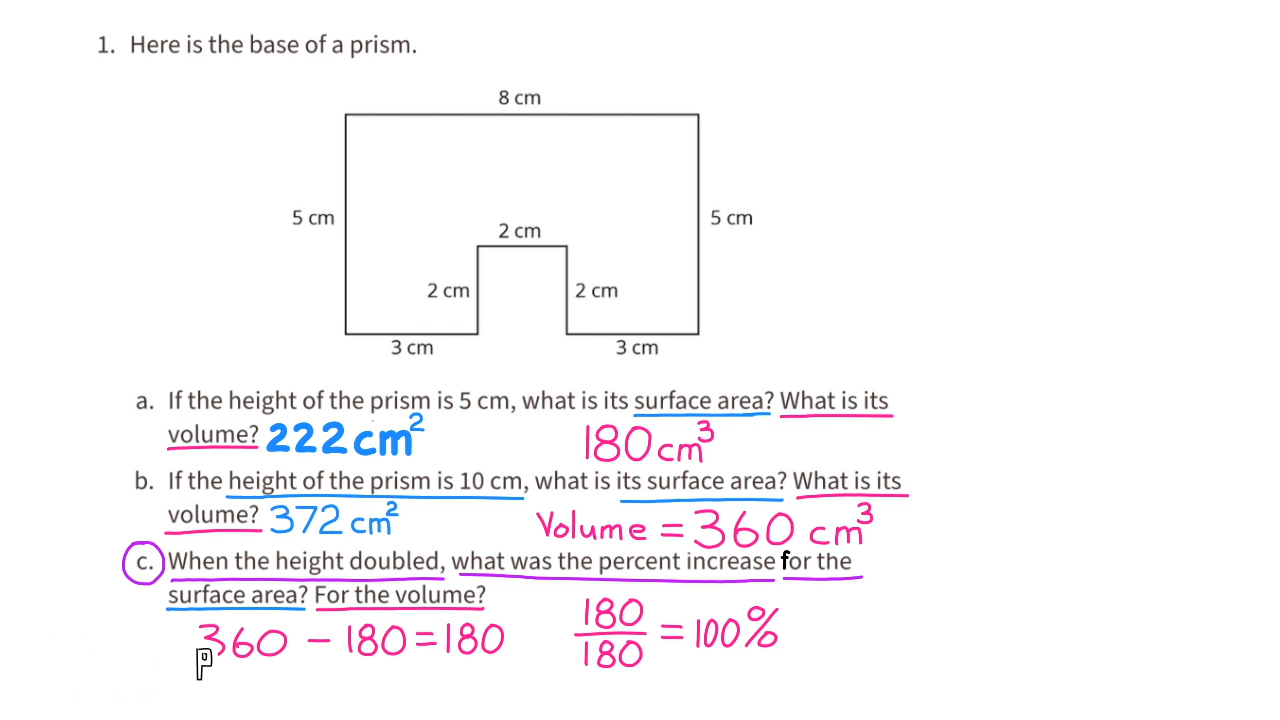 1. Here is the base of a prism.
8 cm
5 cm
5 cm
2 cm
2 cm
2 cm
3 cm
3 cm
a. If the height of the prism is 5 cm, what is its surface area? What is its
volume? 222 cm² 180 cm³
b. If the height of the prism is 10 cm, what is its surface area? What is its
volume? 372 cm² Volume = 360 cm³
c. When the height doubled, what was the percent increase for the
surface area? For the volume?
360 − 180 = 180
180
180
= 100%